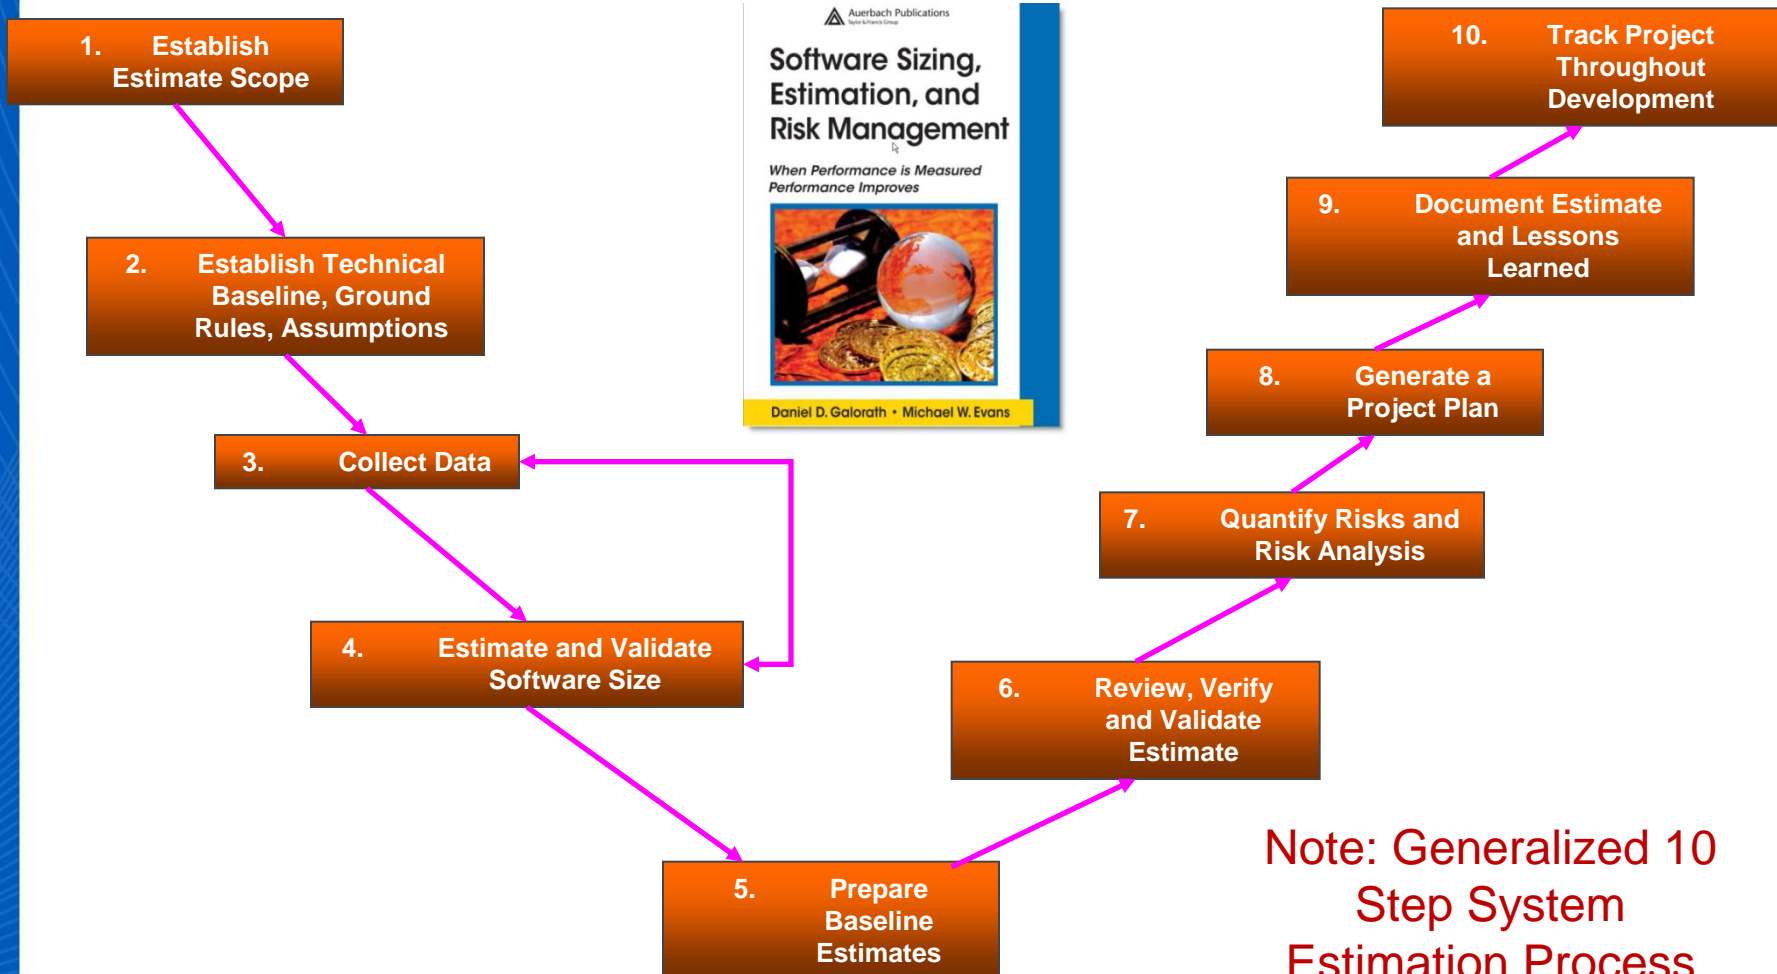 1. Establish
Estimate Scope
2. Establish Technical
Baseline, Ground
Rules, Assumptions
3. Collect Data
4. Estimate and Validate
Software Size
5. Prepare
Baseline
Estimates
6. Review, Verify
and Validate
Estimate
7. Quantify Risks and
Risk Analysis
8. Generate a
Project Plan
9. Document Estimate
and Lessons
Learned
10. Track Project
Throughout
Development
Auerbach Publications
Taylor & Francis Group
Software Sizing,
Estimation, and
Risk Management
When Performance is Measured
Performance Improves
Daniel D. Galorath • Michael W. Evans
Note: Generalized 10
Step System
Estimation Process